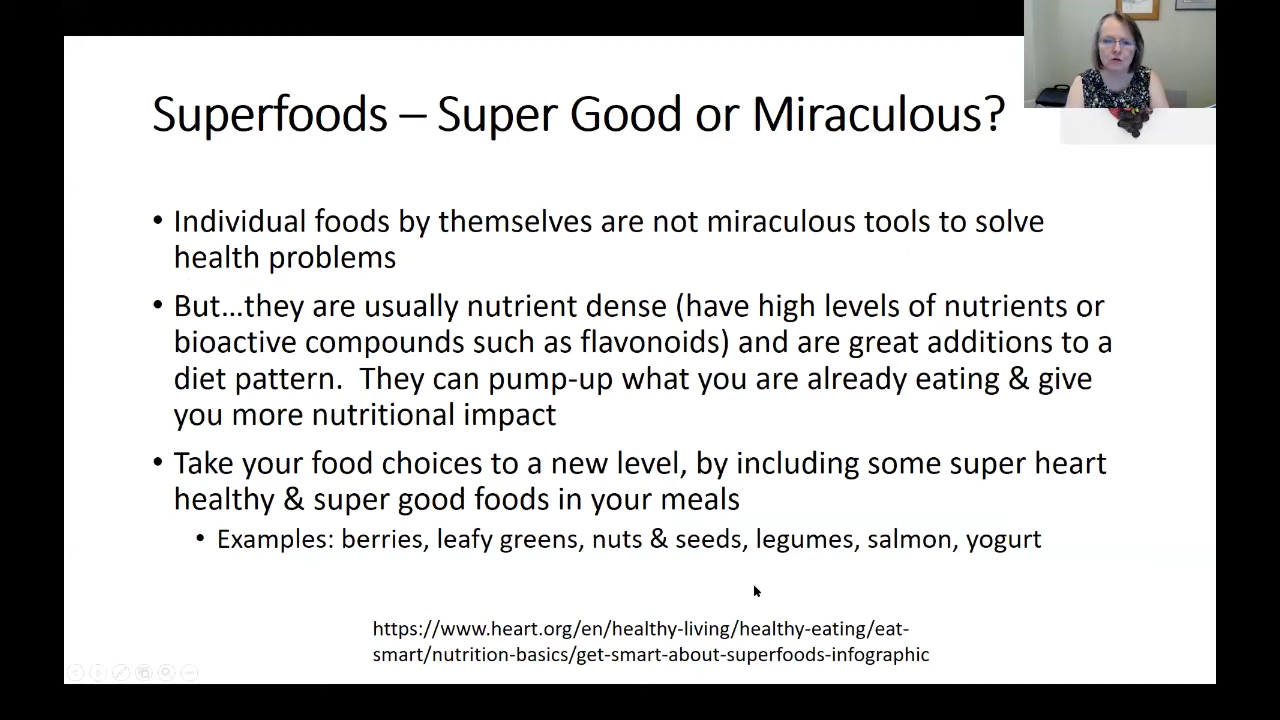 Superfoods – Super Good or Miraculous?
• Individual foods by themselves are not miraculous tools to solve
health problems
• But...they are usually nutrient dense (have high levels of nutrients or
bioactive compounds such as flavonoids) and are great additions to a
diet pattern.  They can pump-up what you are already eating & give
you more nutritional impact
• Take your food choices to a new level, by including some super heart
healthy & super good foods in your meals
• Examples: berries, leafy greens, nuts & seeds, legumes, salmon, yogurt
https://www.heart.org/en/healthy-living/healthy-eating/eat-
smart/nutrition-basics/get-smart-about-superfoods-infographic